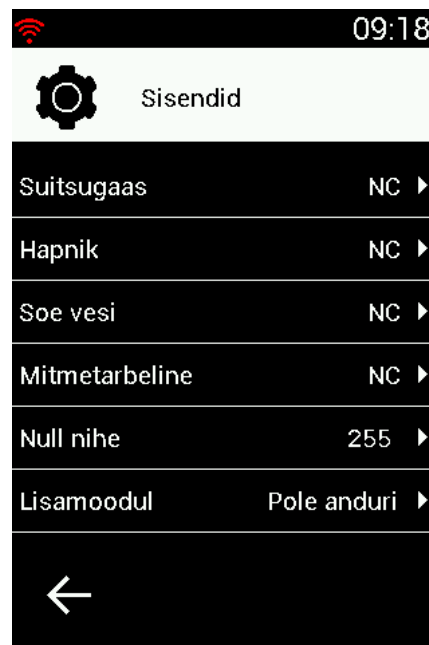 09:18
Sisendid
Suitsugaas NC
Hapnik NC
Soe vesi NC
Mitmetarbeline NC
Null nihe 255
Lisamoodul Pole anduri